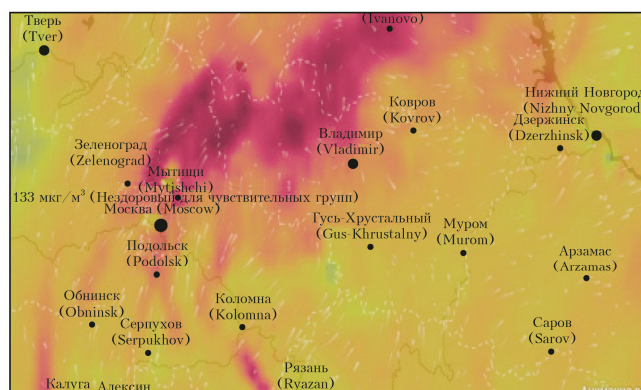 Тверь
(Tver)
(Ivanovo)
Нижний Новгород
(Nizhny Novgorod)
Ковров
(Kovrov)
Дзержинск
(Dzerzhinsk)
Владимир
(Vladimir)
Зеленоград
(Zelenograd)
Мытищи
(Mytishchi)
133 мкг/м³ (Нездоровый для чувствительных групп)
Москва (Moscow)
Гусь-Хрустальный
(Gus-Khrustalny)
Муром
(Murom)
Подольск
(Podolsk)
Арзамас
(Arzamas)
Обнинск
(Obninsk)
Коломна
(Kolomna)
Серпухов
(Serpukhov)
Саров
(Sarov)
Рязань
(Ryazan)
Калуга Алексин